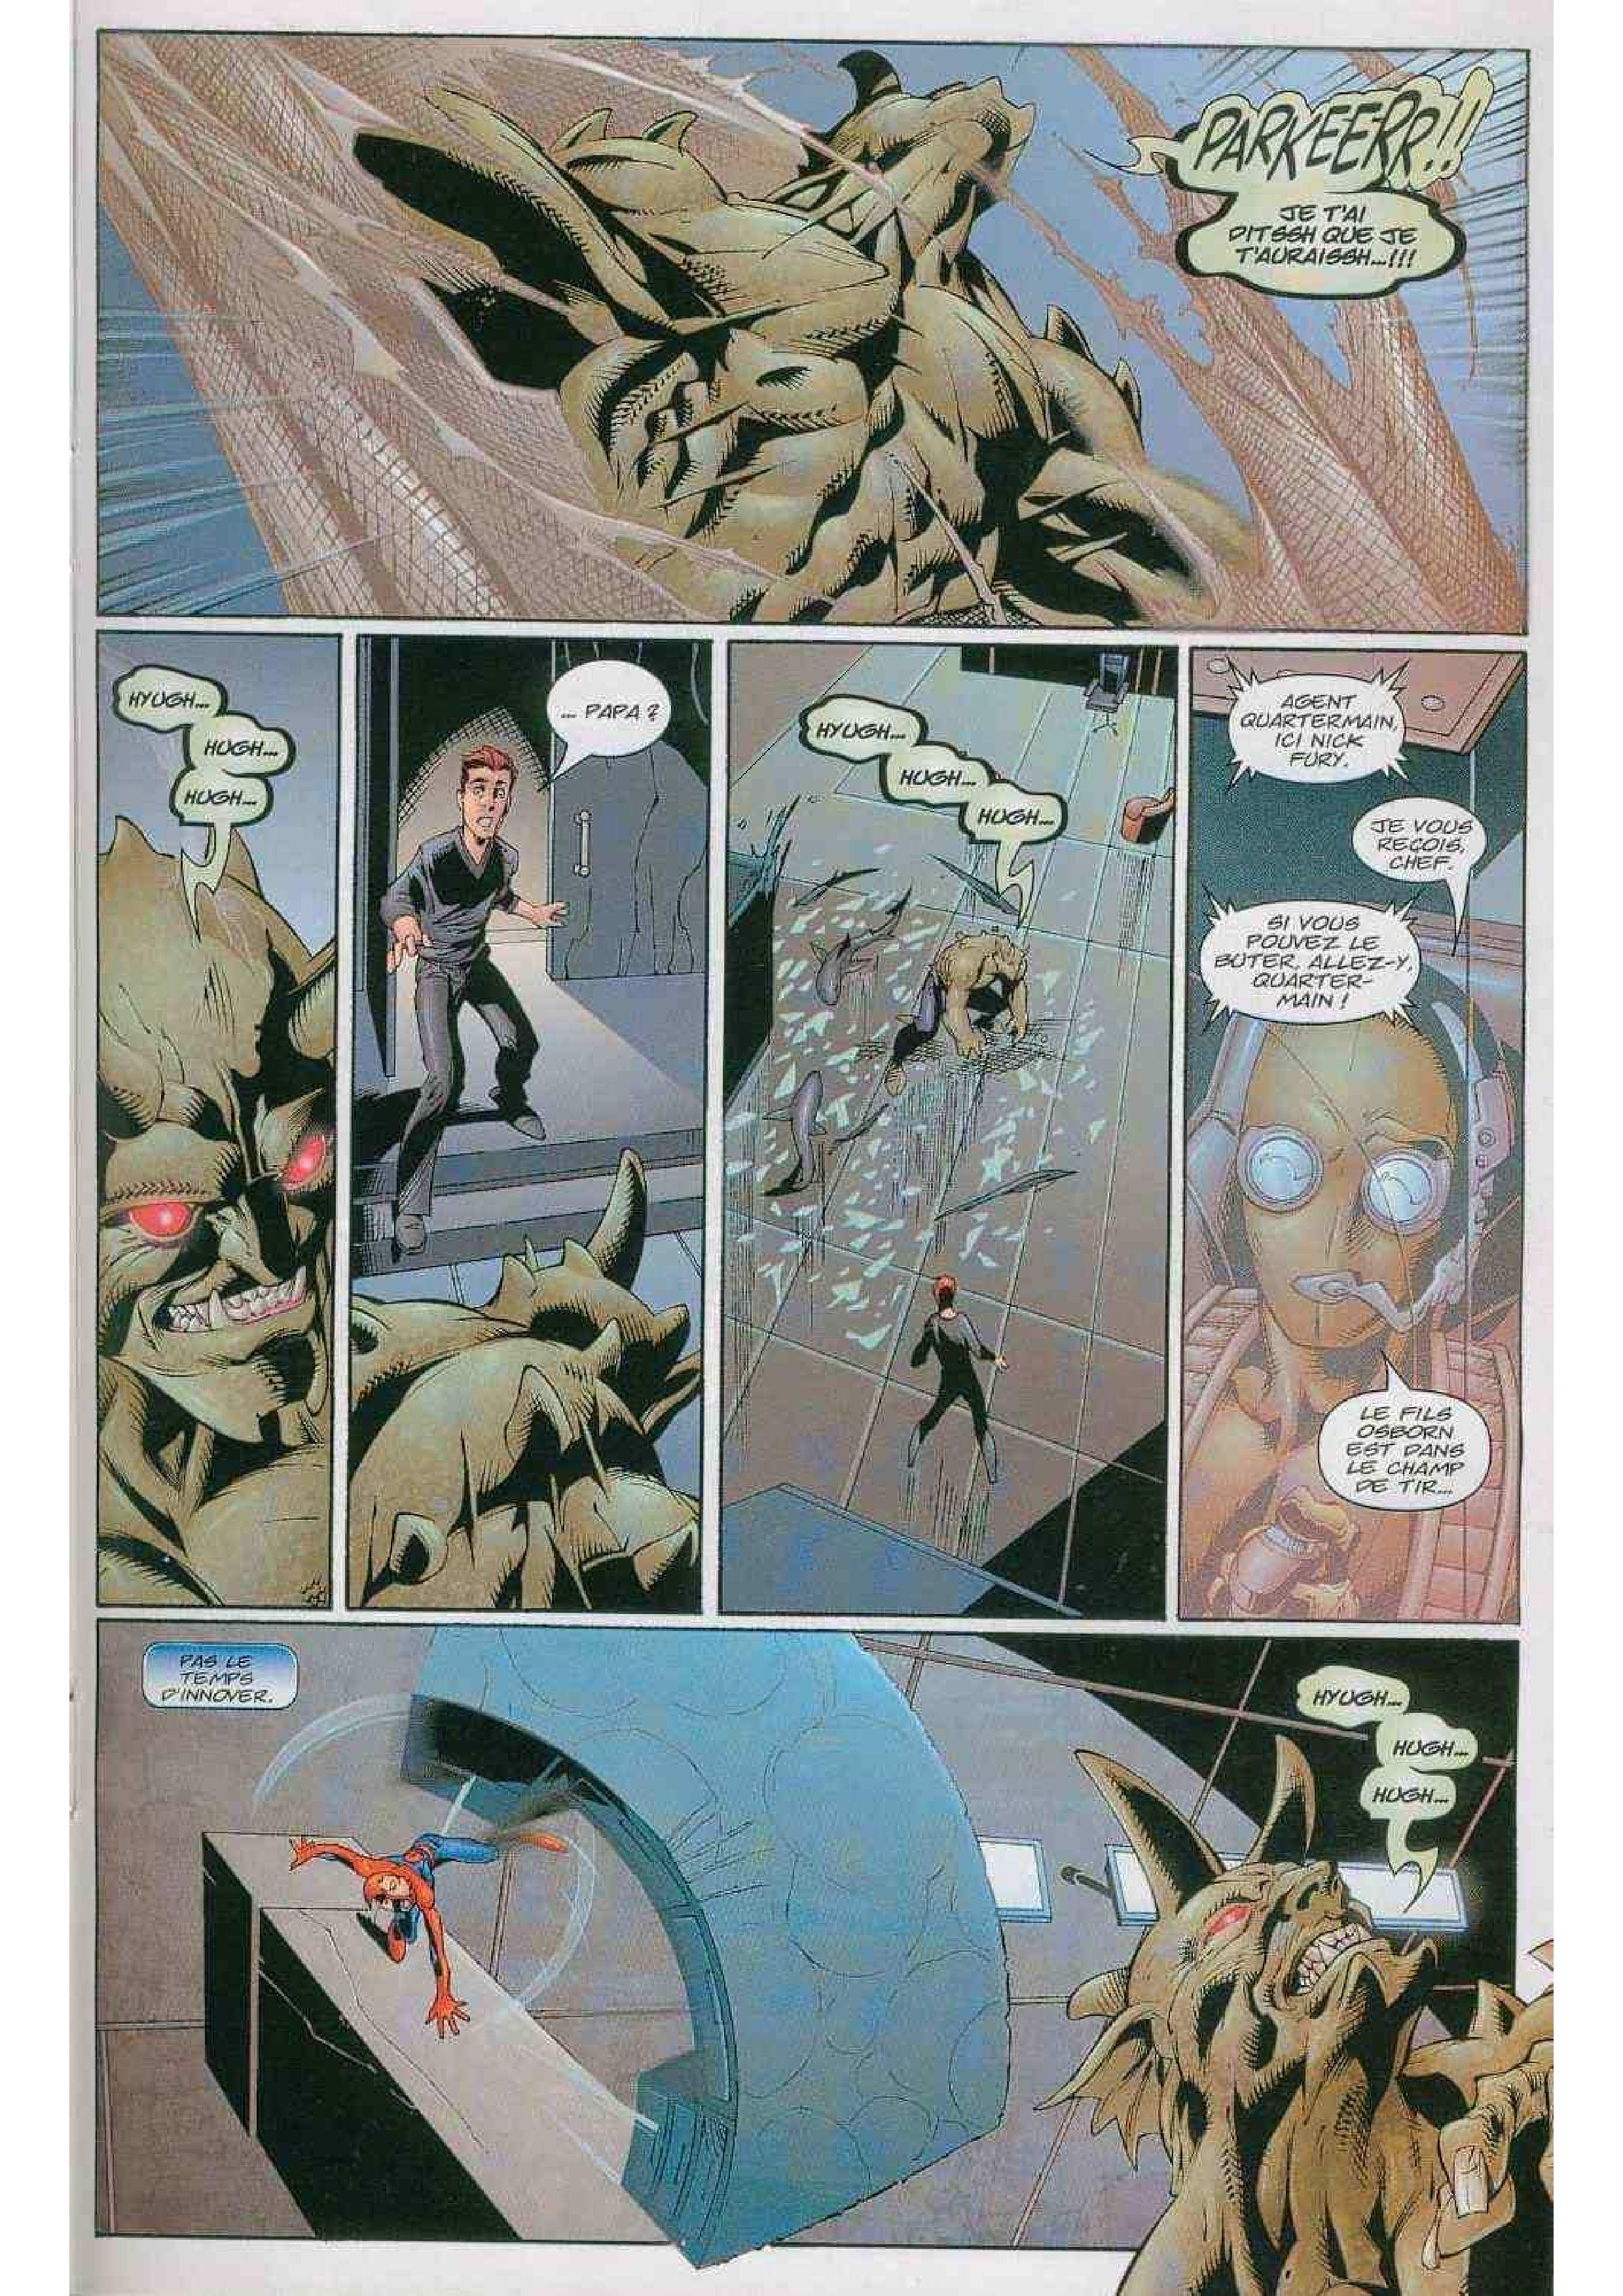 PARKEERR!!
JE T'AI
DITSSH QUE JE
T'AURAISSH...!!!
HYUGH...
HUGH...
HUGH...
... PAPA ?
HYUGH...
HUGH...
HUGH...
AGENT
QUARTERMAIN,
ICI NICK
FURY.
JE VOUS
REÇOIS,
CHEF.
SI VOUS
POUVEZ LE
BUTER, ALLEZ-Y,
QUARTER-
MAIN !
LE FILS
OSBORN
EST DANS
LE CHAMP
DE TIR...
PAS LE
TEMPS
D'INNOVER.
HYUGH...
HUGH...
HUGH...